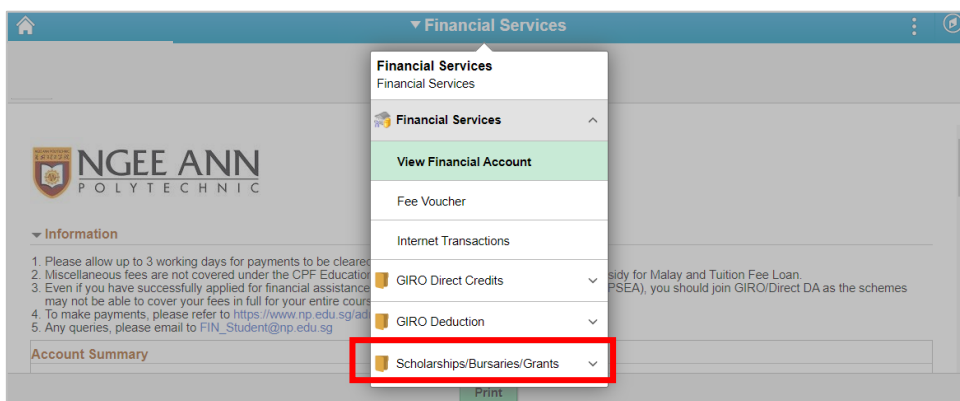 Financial Services
Financial Services
Financial Services
Financial Services
View Financial Account
Fee Voucher
Internet Transactions
GIRO Direct Credits
GIRO Deduction
Scholarships/Bursaries/Grants
NGEE ANN
POLYTECHNIC
Information
1. Please allow up to 3 working days for payments to be cleared
2. Miscellaneous fees are not covered under the CPF Education sidy for Malay and Tuition Fee Loan.
3. Even if you have successfully applied for financial assistance PSEA), you should join GIRO/Direct DA as the schemes
may not be able to cover your fees in full for your entire cours
4. To make payments, please refer to https://www.np.edu.sg/ad
5. Any queries, please email to FIN_Student@np.edu.sg
Account Summary
Print